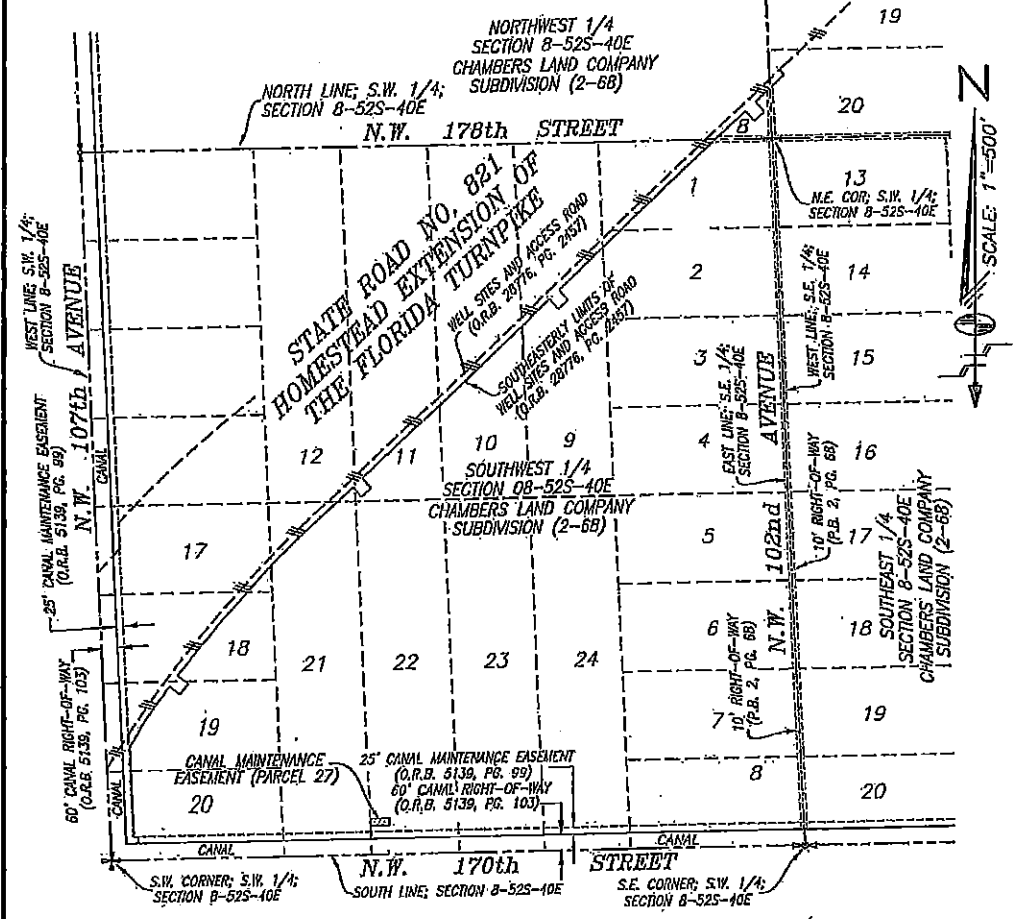 NORTHWEST 1/4
SECTION 8-52S-40E
CHAMBERS LAND COMPANY
SUBDIVISION (2-68)
19
20
N
SCALE: 1"=500'
NORTH LINE; S.W. 1/4;
SECTION 8-52S-40E
N.W. 178th STREET
8
1
13
N.E. COR; S.W. 1/4;
SECTION 8-52S-40E
STATE ROAD NO. 821
HOMESTEAD EXTENSION OF
THE FLORIDA TURNPIKE
WELL SITES AND ACCESS ROAD
(O.R.B. 28776, PG. 2457)
SOUTHEASTERLY LIMITS OF
WELL SITES AND ACCESS ROAD
(O.R.B. 28776, PG. 2457)
WEST LINE; S.W. 1/4;
SECTION 8-52S-40E
N.W. 107th AVENUE
CANAL
25' CANAL MAINTENANCE EASEMENT
(O.R.B. 5139, PG. 99)
2
14
WEST LINE; S.E. 1/4;
SECTION 8-52S-40E
3
15
EAST LINE; S.E. 1/4;
SECTION 8-52S-40E
4
16
N.W. 102nd AVENUE
10' RIGHT-OF-WAY
(P.B. 2, PG. 68)
12
11
10
9
SOUTHWEST 1/4
SECTION 08-52S-40E
CHAMBERS LAND COMPANY
SUBDIVISION (2-68)
17
5
17
SOUTHEAST 1/4
SECTION 8-52S-40E
CHAMBERS LAND COMPANY
SUBDIVISION (2-68)
18
21
22
23
24
6
18
10' RIGHT-OF-WAY
(P.B. 2, PG. 68)
60' CANAL RIGHT-OF-WAY
(O.R.B. 5139, PG. 103)
CANAL
19
7
19
CANAL MAINTENANCE
EASEMENT (PARCEL 27)
25' CANAL MAINTENANCE EASEMENT
(O.R.B. 5139, PG. 99)
60' CANAL RIGHT-OF-WAY
(O.R.B. 5139, PG. 103)
8
20
20
CANAL
CANAL
N.W. 170th STREET
S.W. CORNER; S.W. 1/4;
SECTION 8-52S-40E
SOUTH LINE; SECTION 8-52S-40E
S.E. CORNER; S.W. 1/4;
SECTION 8-52S-40E